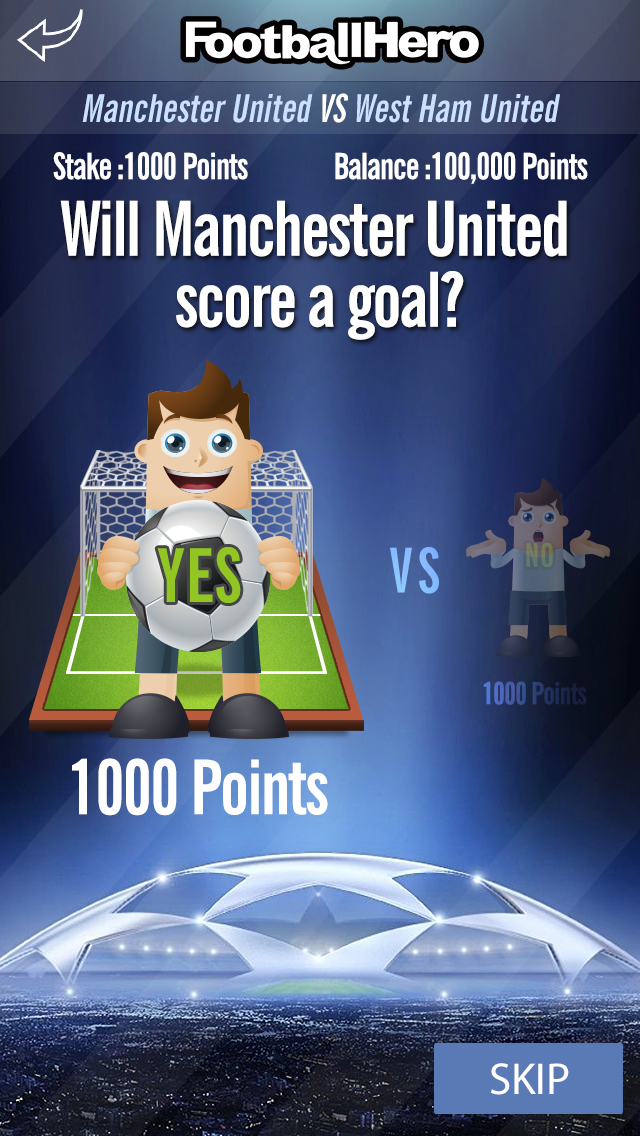 FootballHero
Manchester United VS West Ham United
Stake :1000 Points
Balance :100,000 Points
Will Manchester United
score a goal?
YES
VS
NO
1000 Points
1000 Points
SKIP